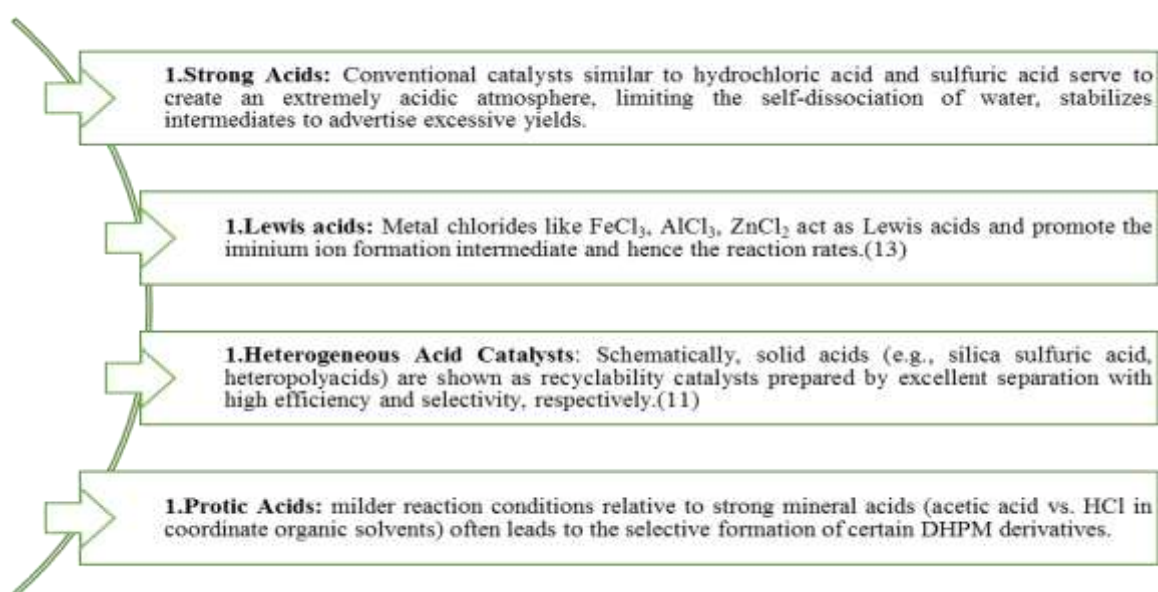 1.Strong Acids: Conventional catalysts similar to hydrochloric acid and sulfuric acid serve to
create an extremely acidic atmosphere, limiting the self-dissociation of water, stabilizes
intermediates to advertise excessive yields.
1.Lewis acids: Metal chlorides like FeCl₃, AlCl₃, ZnCl₂ act as Lewis acids and promote the
iminium ion formation intermediate and hence the reaction rates.(13)
1.Heterogeneous Acid Catalysts: Schematically, solid acids (e.g., silica sulfuric acid,
heteropolyacids) are shown as recyclability catalysts prepared by excellent separation with
high efficiency and selectivity, respectively.(11)
1.Protic Acids: milder reaction conditions relative to strong mineral acids (acetic acid vs. HCl in
coordinate organic solvents) often leads to the selective formation of certain DHPM derivatives.